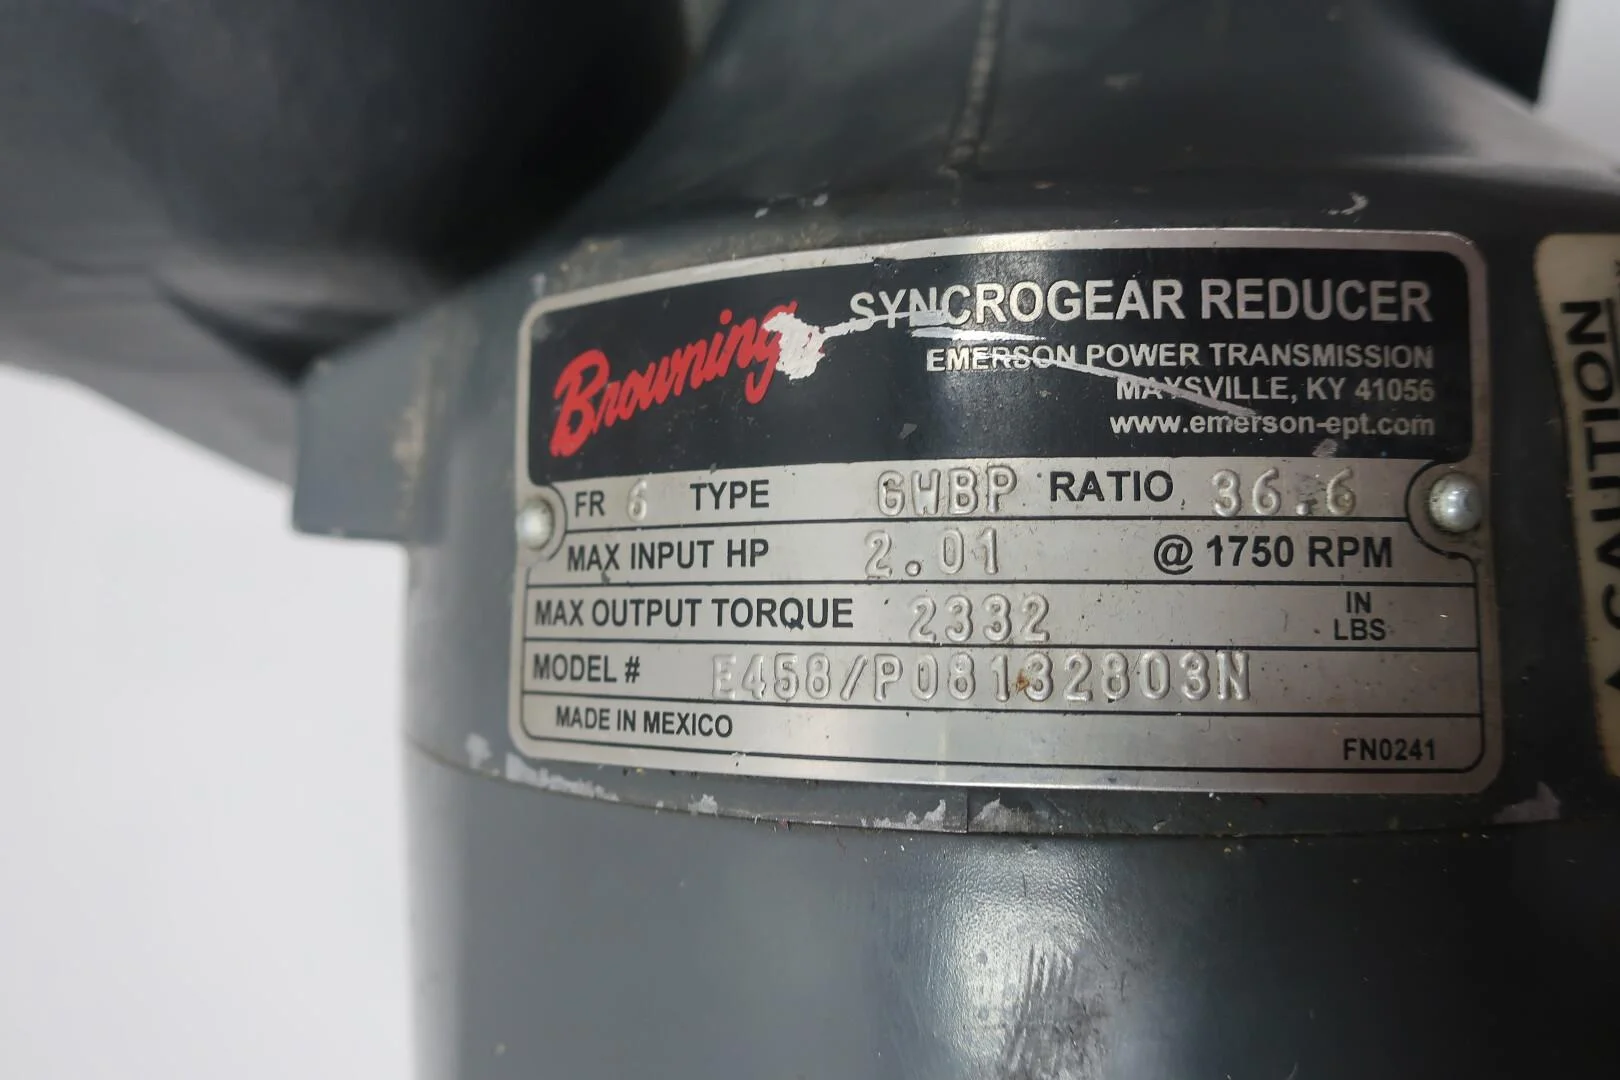 Browning
SYNCROGEAR REDUCER
EMERSON POWER TRANSMISSION
MAYSVILLE, KY 41056
www.emerson-ept.com
FR 6 TYPE GWBP RATIO 36.6
MAX INPUT HP 2.01 @ 1750 RPM
MAX OUTPUT TORQUE 2332 IN LBS
MODEL # E458/P08132803N
MADE IN MEXICO
FN0241
CAUTION